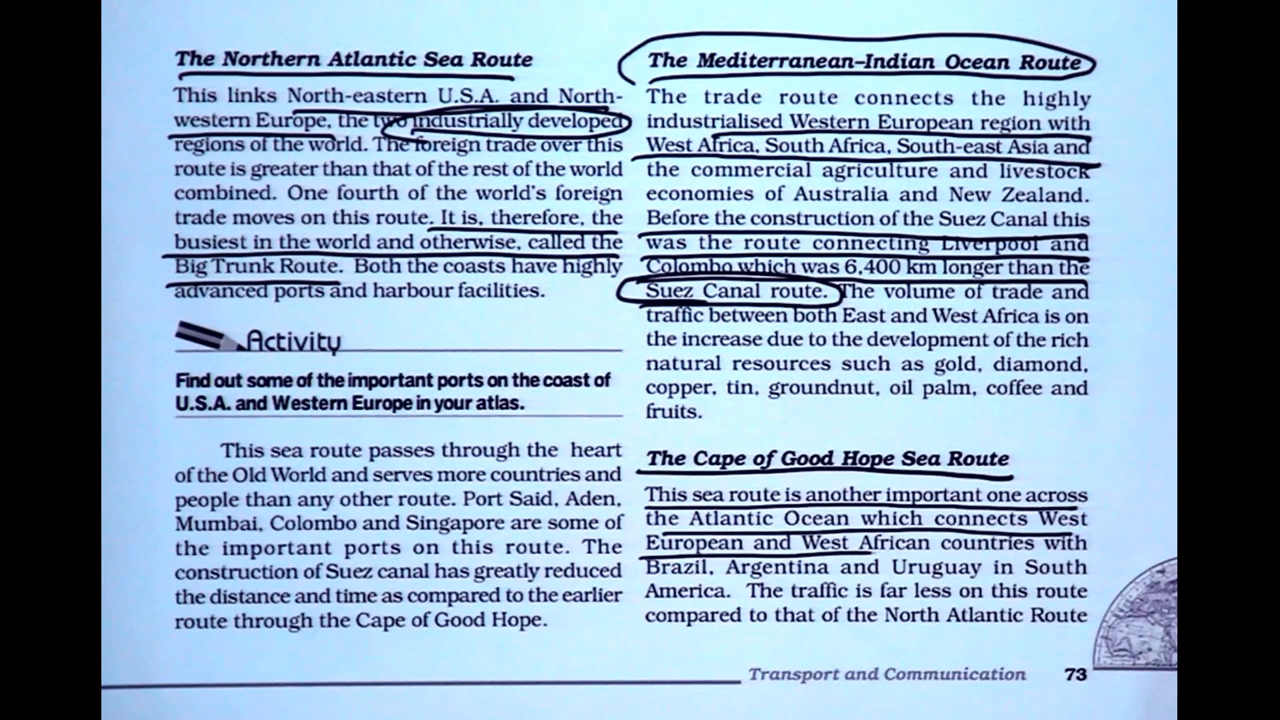 The Northern Atlantic Sea Route
This links North-eastern U.S.A. and North-
western Europe, the two industrially developed
regions of the world. The foreign trade over this
route is greater than that of the rest of the world
combined. One fourth of the world's foreign
trade moves on this route. It is, therefore, the
busiest in the world and otherwise, called the
Big Trunk Route. Both the coasts have highly
advanced ports and harbour facilities.
Activity
Find out some of the important ports on the coast of
U.S.A. and Western Europe in your atlas.
This sea route passes through the heart
of the Old World and serves more countries and
people than any other route. Port Said, Aden,
Mumbai, Colombo and Singapore are some of
the important ports on this route. The
construction of Suez canal has greatly reduced
the distance and time as compared to the earlier
route through the Cape of Good Hope.
The Mediterranean–Indian Ocean Route
The trade route connects the highly
industrialised Western European region with
West Africa, South Africa, South-east Asia and
the commercial agriculture and livestock
economies of Australia and New Zealand.
Before the construction of the Suez Canal this
was the route connecting Liverpool and
Colombo which was 6,400 km longer than the
Suez Canal route. The volume of trade and
traffic between both East and West Africa is on
the increase due to the development of the rich
natural resources such as gold, diamond,
copper, tin, groundnut, oil palm, coffee and
fruits.
The Cape of Good Hope Sea Route
This sea route is another important one across
the Atlantic Ocean which connects West
European and West African countries with
Brazil, Argentina and Uruguay in South
America. The traffic is far less on this route
compared to that of the North Atlantic Route
Transport and Communication 73